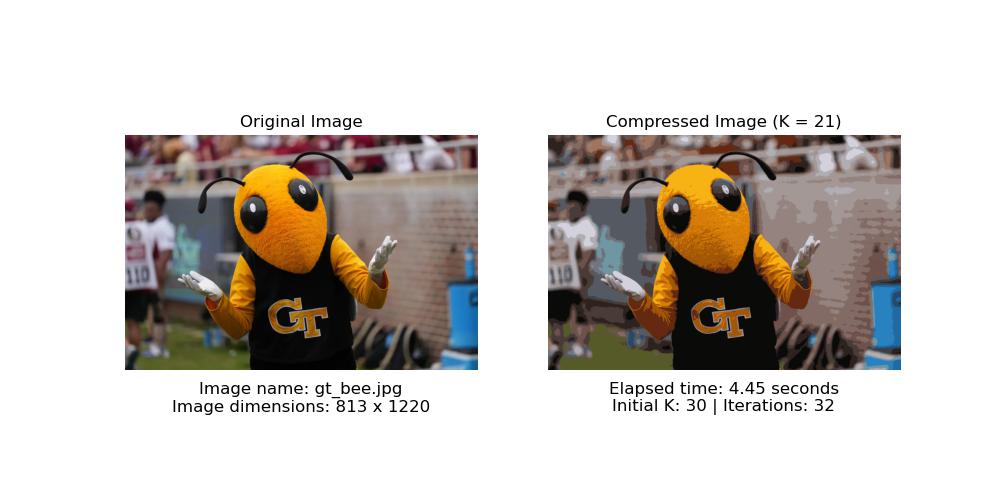 Original Image
Compressed Image (K = 21)
110
110
GT
GT
Image name: gt_bee.jpg
Image dimensions: 813 x 1220
Elapsed time: 4.45 seconds
Initial K: 30 | Iterations: 32